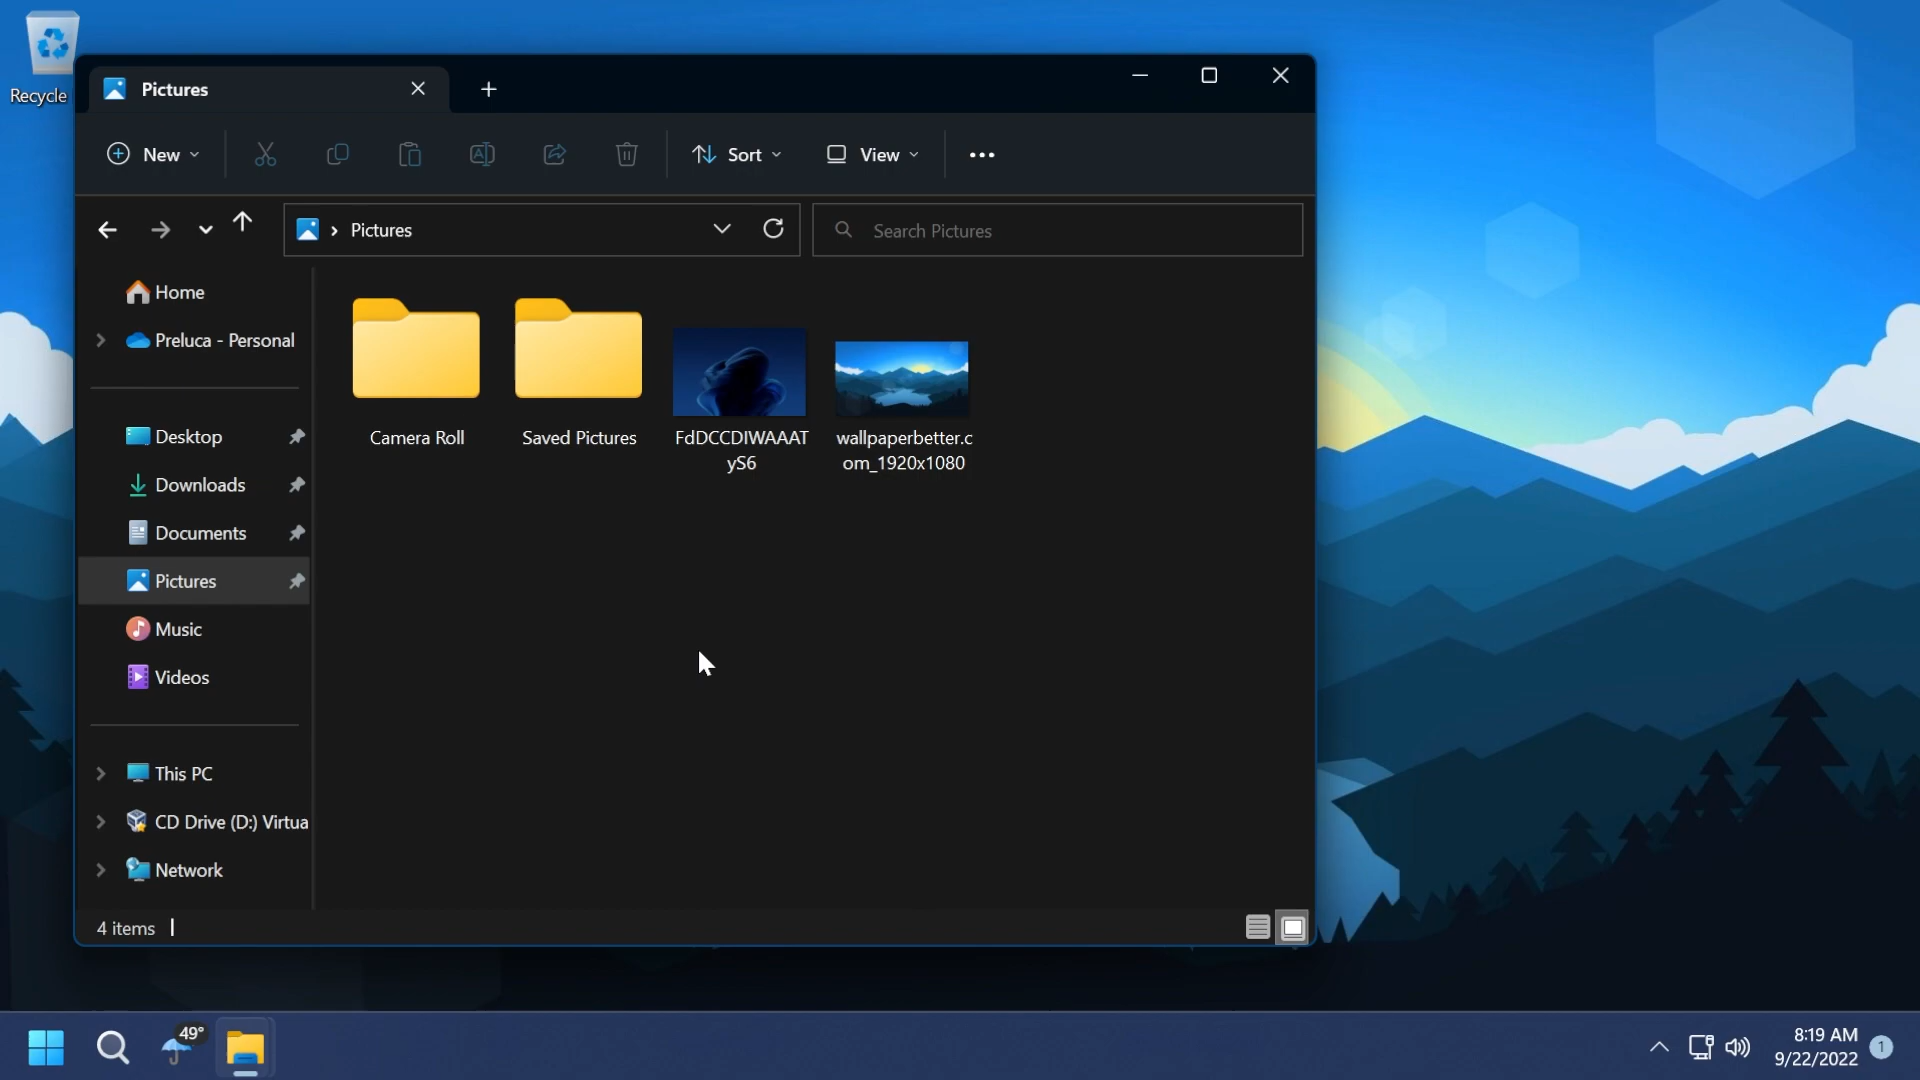 Recycle
Pictures
New
Sort
View
Pictures
Search Pictures
Home
Preluca - Personal
Desktop
Downloads
Documents
Pictures
Music
Videos
This PC
CD Drive (D:) Virtua
Network
Camera Roll
Saved Pictures
FdDCCDIWAAAT
yS6
wallpaperbetter.c
om_1920x1080
4 items
49°
8:19 AM
9/22/2022
1